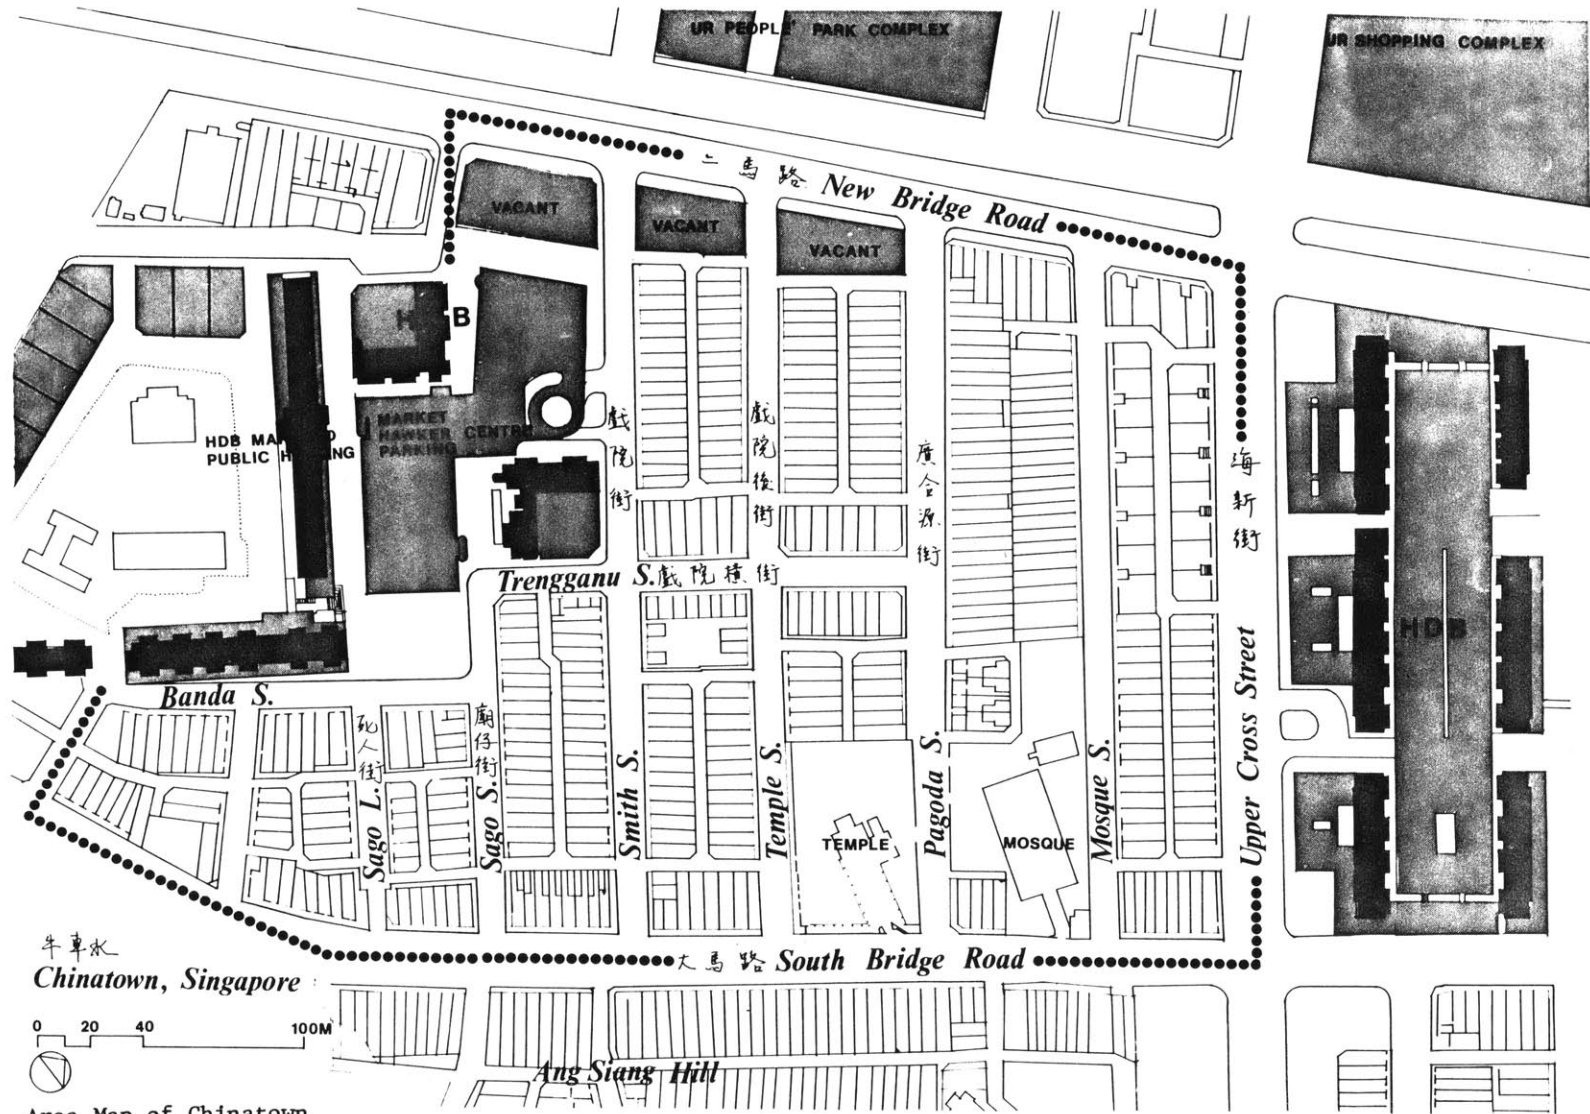 UR PEOPLE' PARK COMPLEX
UR SHOPPING COMPLEX
二馬路 New Bridge Road
VACANT
VACANT
VACANT
HDB
MARKET
HAWKER CENTRE
PARKING
PUBLIC H NG
戲院街
戲院後街
廣合源街
海新街
Trengganu S. 戲院橫街
HDB
Banda S.
死人街
Sago L.
廟仔街
Sago S.
Smith S.
Temple S.
TEMPLE
Pagoda S.
MOSQUE
Mosque S.
Upper Cross Street
大馬路 South Bridge Road
牛車水
Chinatown, Singapore
0 20 40 100M
Ang Siang Hill
Area Map of Chinatown